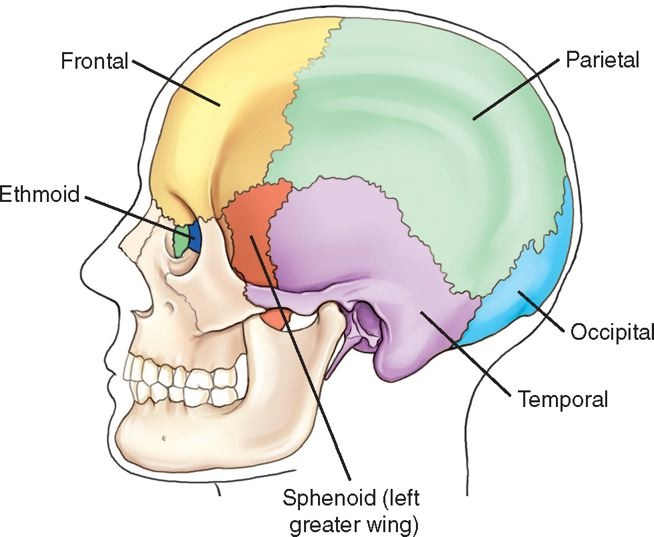 Frontal
Parietal
Ethmoid
Occipital
Temporal
Sphenoid (left
greater wing)